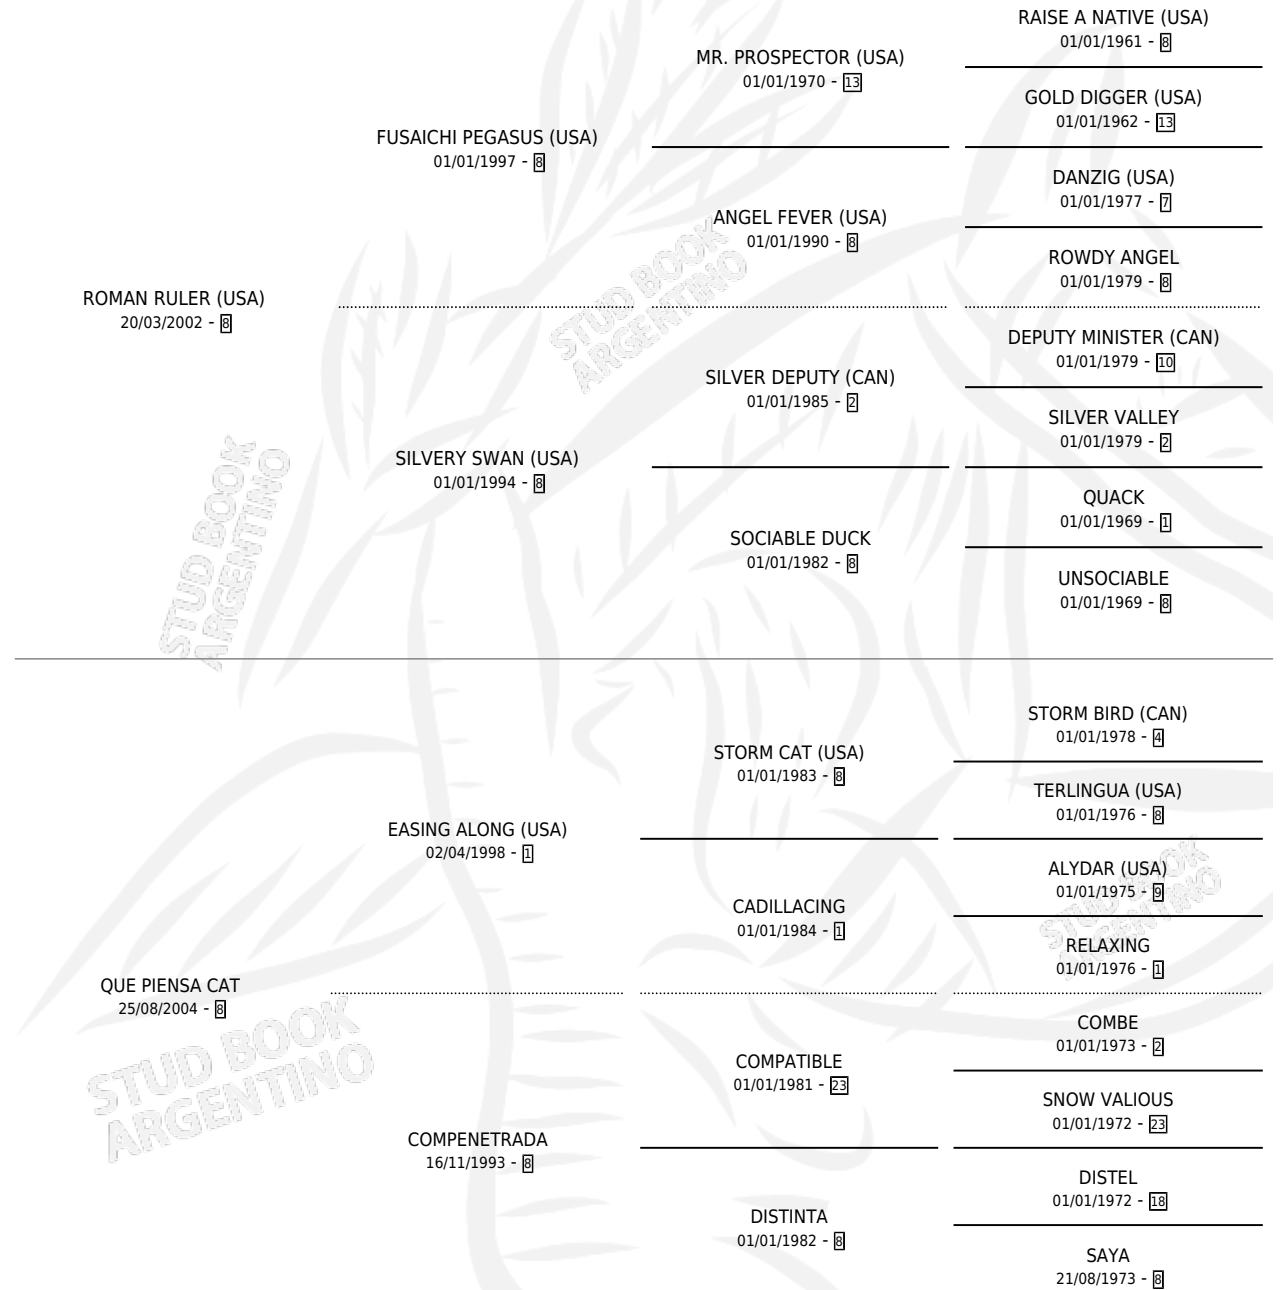 RAISE A NATIVE (USA)
01/01/1961 - 8
MR. PROSPECTOR (USA)
01/01/1970 - 13
GOLD DIGGER (USA)
01/01/1962 - 13
FUSAICHI PEGASUS (USA)
01/01/1997 - 8
DANZIG (USA)
01/01/1977 - 7
ANGEL FEVER (USA)
01/01/1990 - 8
ROWDY ANGEL
01/01/1979 - 8
ROMAN RULER (USA)
20/03/2002 - 8
DEPUTY MINISTER (CAN)
01/01/1979 - 10
SILVER DEPUTY (CAN)
01/01/1985 - 2
SILVER VALLEY
01/01/1979 - 2
SILVERY SWAN (USA)
01/01/1994 - 8
QUACK
01/01/1969 - 1
SOCIABLE DUCK
01/01/1982 - 8
UNSOCIABLE
01/01/1969 - 8
STORM BIRD (CAN)
01/01/1978 - 4
STORM CAT (USA)
01/01/1983 - 8
TERLINGUA (USA)
01/01/1976 - 8
EASING ALONG (USA)
02/04/1998 - 1
ALYDAR (USA)
01/01/1975 - 9
CADILLACING
01/01/1984 - 1
RELAXING
01/01/1976 - 1
QUE PIENSA CAT
25/08/2004 - 8
COMBE
01/01/1973 - 2
COMPATIBLE
01/01/1981 - 23
SNOW VALIOUS
01/01/1972 - 23
COMPENETRADA
16/11/1993 - 8
DISTEL
01/01/1972 - 18
DISTINTA
01/01/1982 - 8
SAYA
21/08/1973 - 8
STUD BOOK
ARGENTINO
STUD BOOK
ARGENTINO
STUD BOOK
ARGENTINO
STUD BOOK
ARGENTINO